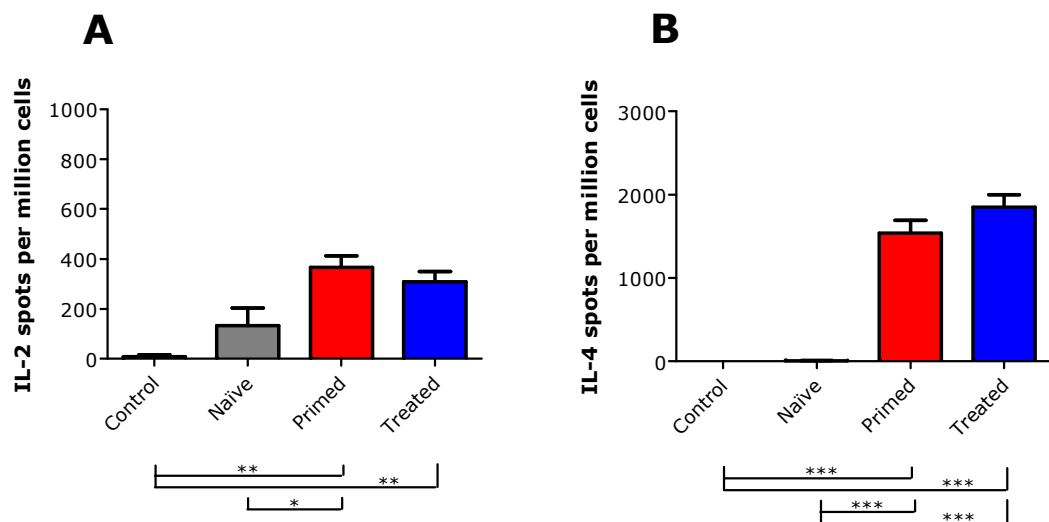 A
IL-2 spots per million cells
1000
800
600
400
200
0
Control
Naïve
Primed
Treated
**
**
*
B
IL-4 spots per million cells
3000
2000
1000
0
Control
Naïve
Primed
Treated
***
***
***
***